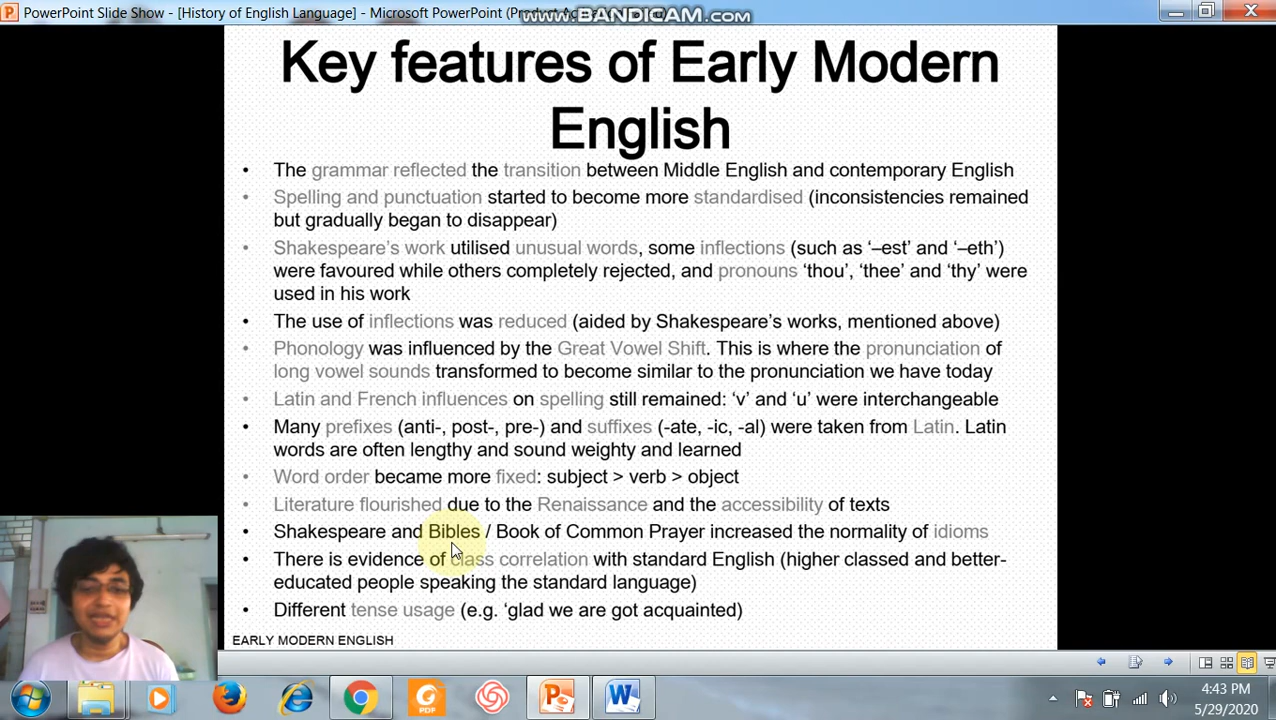 PowerPoint Slide Show - [History of English Language] - Microsoft PowerPoint (Product Ac
www.BANDICAM.com
Key features of Early Modern
English
• The grammar reflected the transition between Middle English and contemporary English
• Spelling and punctuation started to become more standardised (inconsistencies remained
but gradually began to disappear)
• Shakespeare's work utilised unusual words, some inflections (such as '–est' and '–eth')
were favoured while others completely rejected, and pronouns 'thou', 'thee' and 'thy' were
used in his work
• The use of inflections was reduced (aided by Shakespeare's works, mentioned above)
• Phonology was influenced by the Great Vowel Shift. This is where the pronunciation of
long vowel sounds transformed to become similar to the pronunciation we have today
• Latin and French influences on spelling still remained: 'v' and 'u' were interchangeable
• Many prefixes (anti-, post-, pre-) and suffixes (-ate, -ic, -al) were taken from Latin. Latin
words are often lengthy and sound weighty and learned
• Word order became more fixed: subject > verb > object
• Literature flourished due to the Renaissance and the accessibility of texts
• Shakespeare and Bibles / Book of Common Prayer increased the normality of idioms
• There is evidence of class correlation with standard English (higher classed and better-
educated people speaking the standard language)
• Different tense usage (e.g. 'glad we are got acquainted)
EARLY MODERN ENGLISH
PDF
4:43 PM
5/29/2020